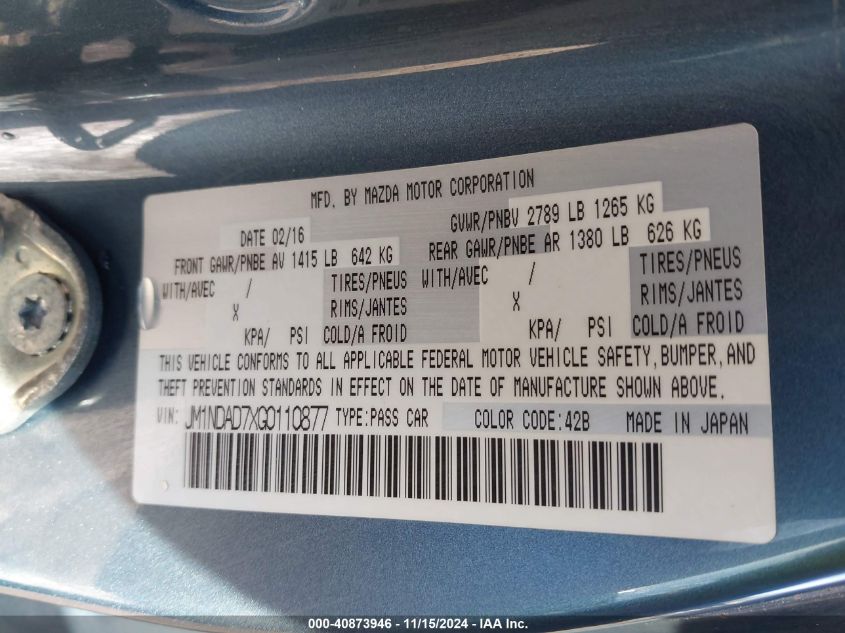 MFD. BY MAZDA MOTOR CORPORATION
DATE 02/16 GVWR/PNBV 2789 LB 1265 KG
FRONT GAWR/PNBE AV 1415 LB 642 KG REAR GAWR/PNBE AR 1380 LB 626 KG
WITH/AVEC / TIRES/PNEUS WITH/AVEC / TIRES/PNEUS
X RIMS/JANTES X RIMS/JANTES
KPA/ PSI COLD/A FROID KPA/ PSI COLD/A FROID
THIS VEHICLE CONFORMS TO ALL APPLICABLE FEDERAL MOTOR VEHICLE SAFETY, BUMPER, AND
THEFT PREVENTION STANDARDS IN EFFECT ON THE DATE OF MANUFACTURE SHOWN ABOVE.
VIN: JM1NDAD7XG0110877 TYPE:PASS CAR COLOR CODE:42B MADE IN JAPAN
000-40873946 - 11/15/2024 - IAA Inc.